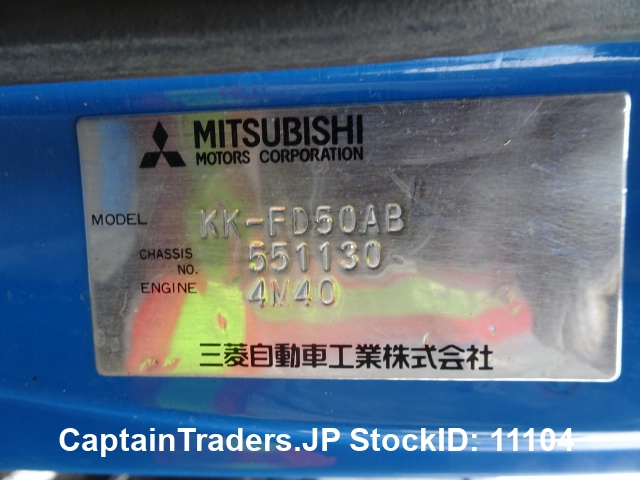 MITSUBISHI
MOTORS CORPORATION
MODEL KK-FD50AB
CHASSIS NO. 551130
ENGINE 4M40
三菱自動車工業株式会社
CaptainTraders.JP StockID: 11104